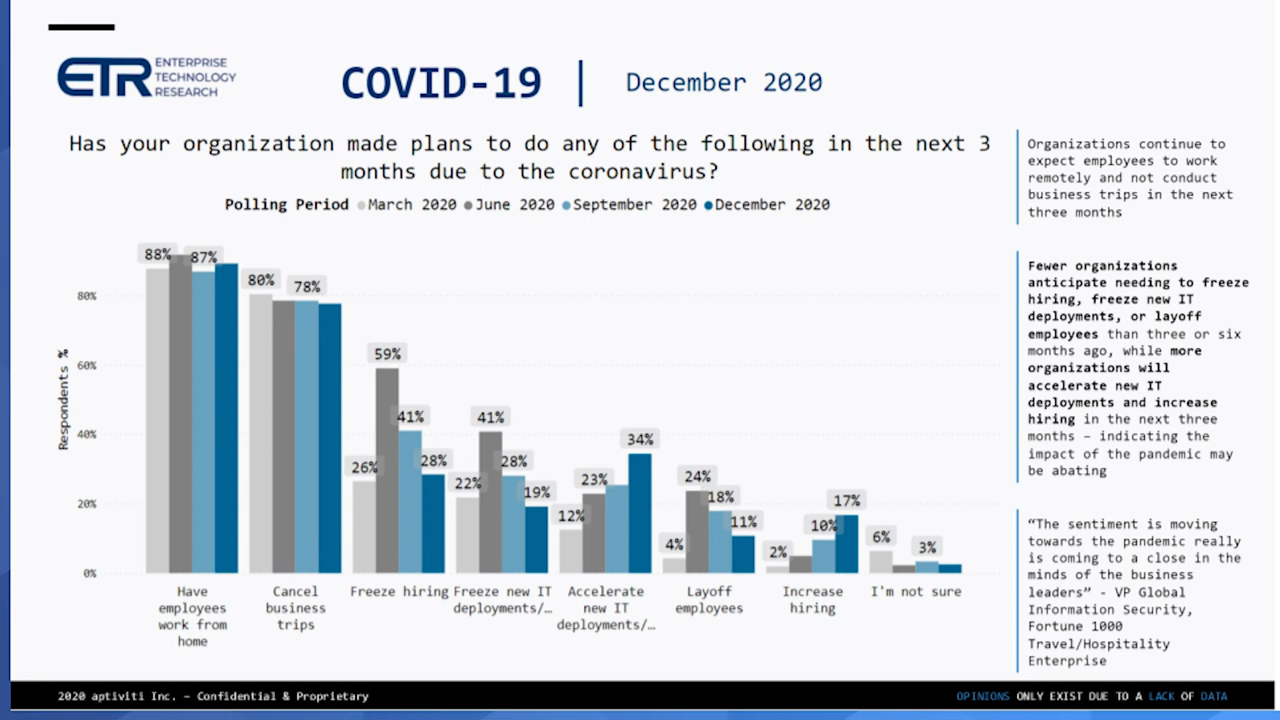 ETR ENTERPRISE
TECHNOLOGY
RESEARCH
COVID-19 | December 2020
Has your organization made plans to do any of the following in the next 3
months due to the coronavirus?
Polling Period March 2020 June 2020 September 2020 December 2020
Respondents %
80%
60%
40%
20%
0%
88% 87%
80% 78%
26% 59% 41% 28%
22% 41% 28% 19%
12% 23% 34%
4% 24% 18% 11%
2% 10% 17%
6% 3%
Have
employees
work from
home
Cancel
business
trips
Freeze hiring
Freeze new IT
deployments/…
Accelerate
new IT
deployments/…
Layoff
employees
Increase
hiring
I'm not sure
Organizations continue to
expect employees to work
remotely and not conduct
business trips in the next
three months
Fewer organizations
anticipate needing to freeze
hiring, freeze new IT
deployments, or layoff
employees than three or six
months ago, while more
organizations will
accelerate new IT
deployments and increase
hiring in the next three
months – indicating the
impact of the pandemic may
be abating
“The sentiment is moving
towards the pandemic really
is coming to a close in the
minds of the business
leaders” - VP Global
Information Security,
Fortune 1000
Travel/Hospitality
Enterprise
2020 aptiviti Inc. – Confidential & Proprietary
OPINIONS ONLY EXIST DUE TO A LACK OF DATA